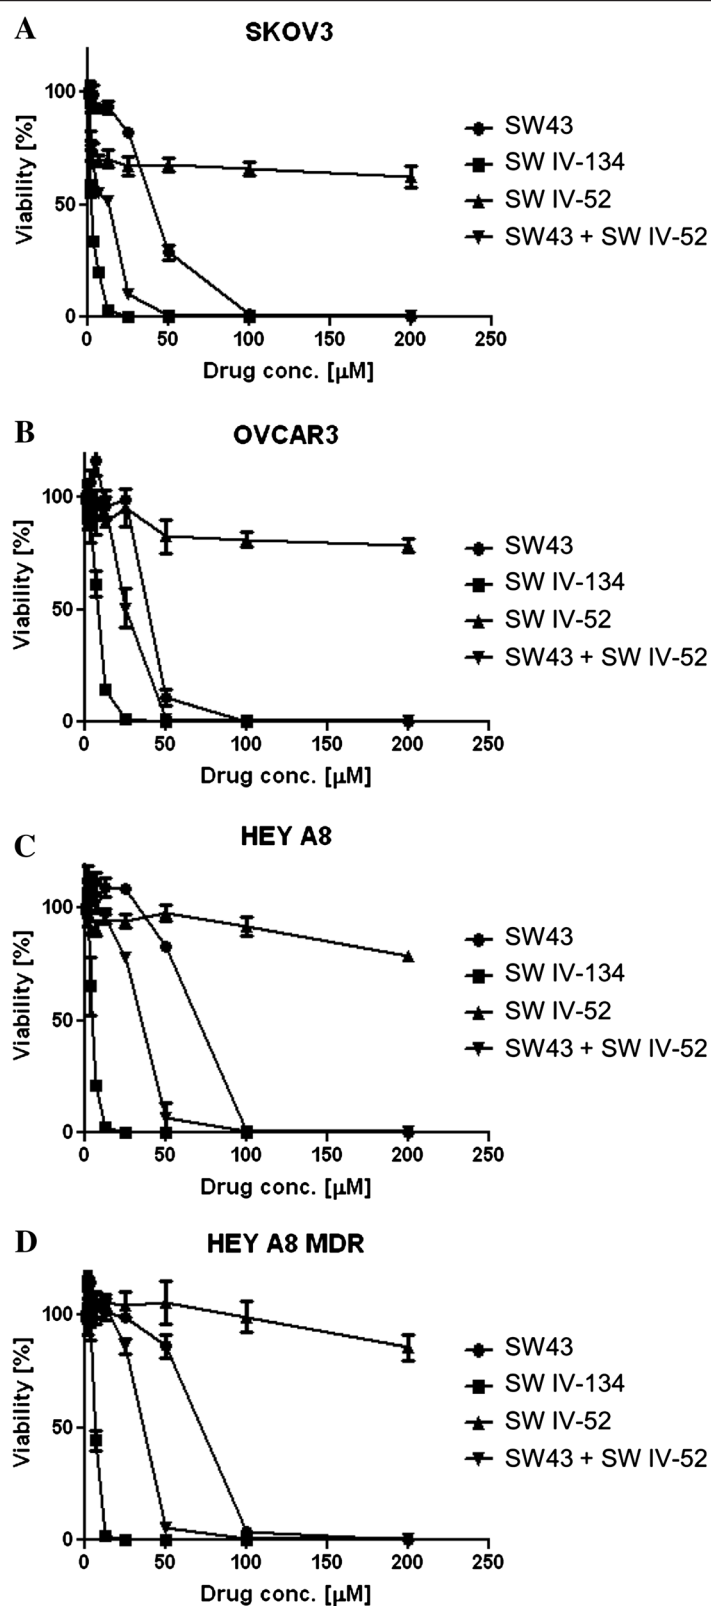 A
SKOV3
Viability [%]
100
50
0
0 50 100 150 200 250
Drug conc. [µM]
SW43
SW IV-134
SW IV-52
SW43 + SW IV-52
B
OVCAR3
Viability [%]
100
50
0
0 50 100 150 200 250
Drug conc. [µM]
SW43
SW IV-134
SW IV-52
SW43 + SW IV-52
C
HEY A8
Viability [%]
100
50
0
0 50 100 150 200 250
Drug conc. [µM]
SW43
SW IV-134
SW IV-52
SW43 + SW IV-52
D
HEY A8 MDR
Viability [%]
100
50
0
0 50 100 150 200 250
Drug conc. [µM]
SW43
SW IV-134
SW IV-52
SW43 + SW IV-52